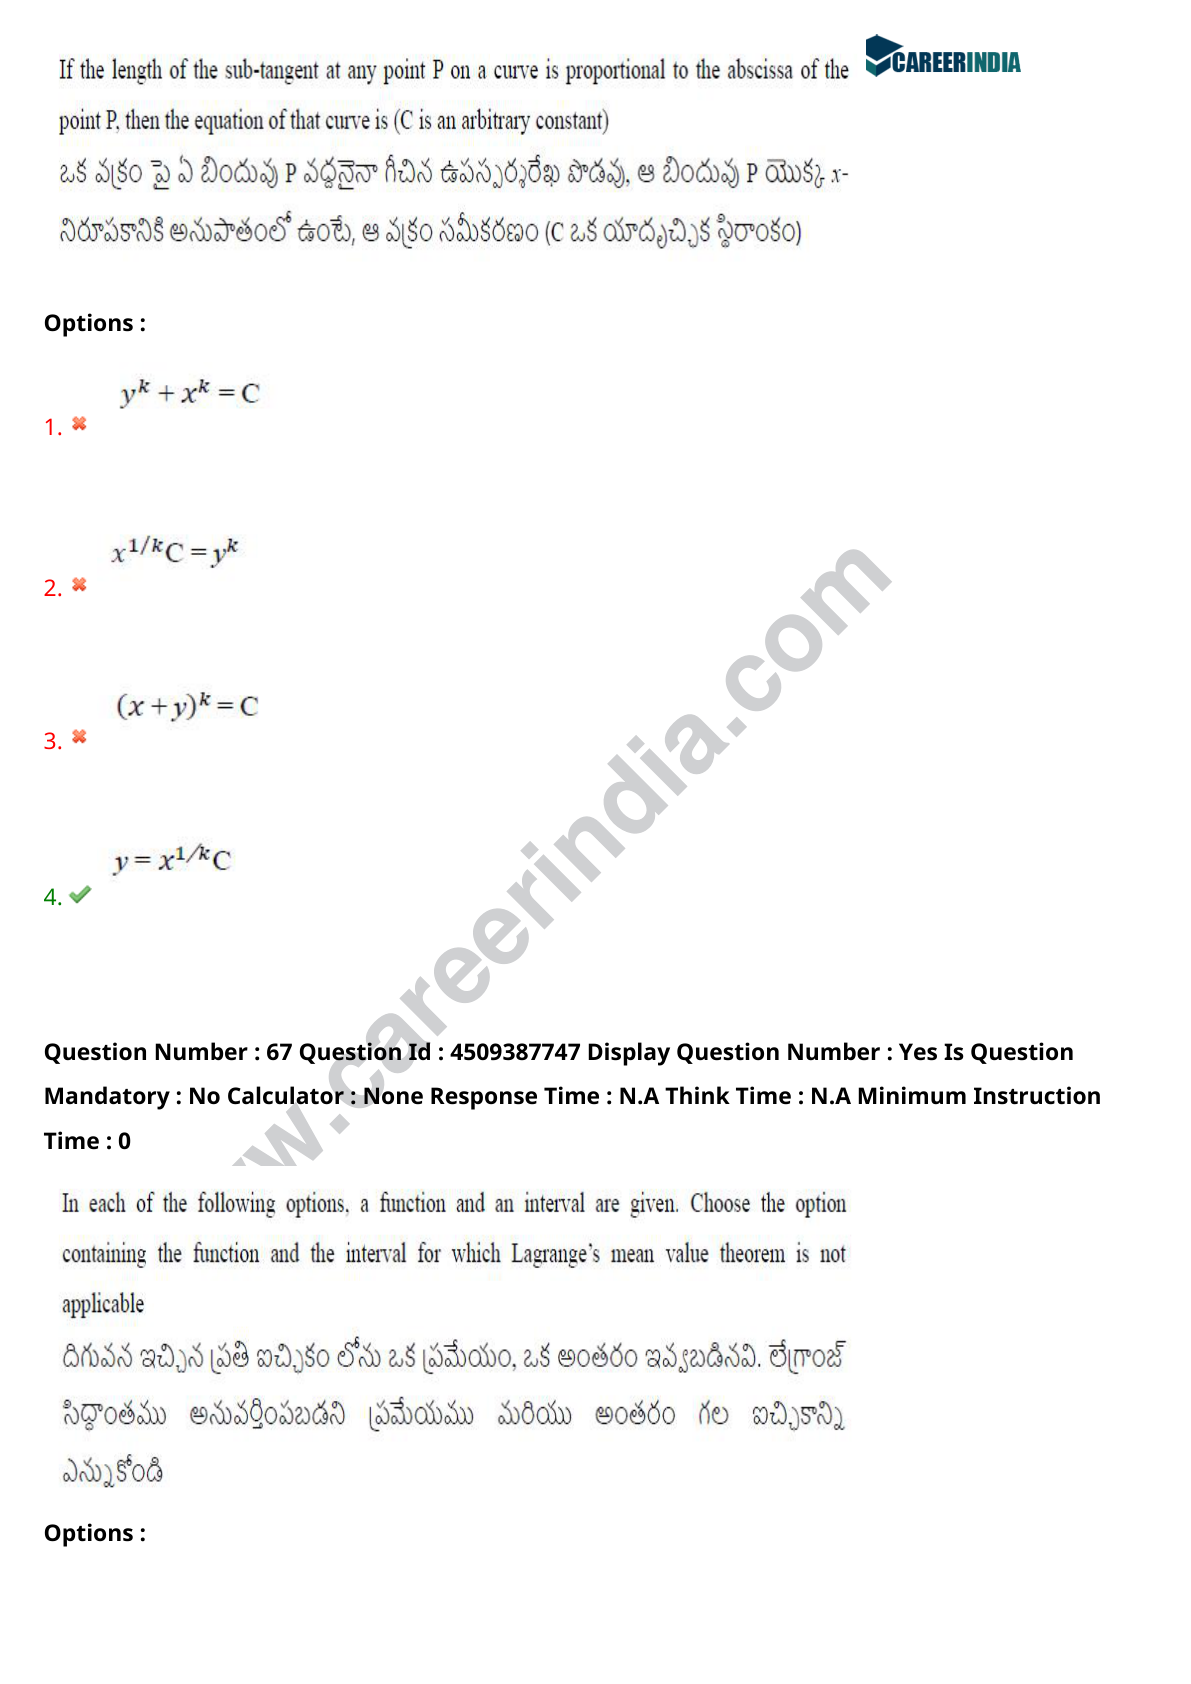 CAREERINDIA
If the length of the sub-tangent at any point P on a curve is proportional to the abscissa of the
point P, then the equation of that curve is (C is an arbitrary constant)
ఒక వక్రం పై ఏ బిందువు P వద్దనైనా గీచిన ఉపస్పర్శరేఖ పొడవు, ఆ బిందువు P యొక్క x-
నిరూపకానికి అనుపాతంలో ఉంటే, ఆ వక్రం సమీకరణం (C ఒక యాదృచ్ఛిక స్థిరాంకం)
Options :
1. y^k + x^k = C
2. x^{1/k}C = y^k
3. (x + y)^k = C
4. y = x^{1/k}C
Question Number : 67 Question Id : 4509387747 Display Question Number : Yes Is Question
Mandatory : No Calculator : None Response Time : N.A Think Time : N.A Minimum Instruction
Time : 0
In each of the following options, a function and an interval are given. Choose the option
containing the function and the interval for which Lagrange’s mean value theorem is not
applicable
దిగువన ఇచ్చిన ప్రతి ఐచ్ఛికం లోను ఒక ప్రమేయం, ఒక అంతరం ఇవ్వబడినవి. లేగ్రాంజ్
సిద్ధాంతము అనువర్తింపబడని ప్రమేయము మరియు అంతరం గల ఐచ్ఛికాన్ని
ఎన్నుకోండి
Options :
w.careerindia.com